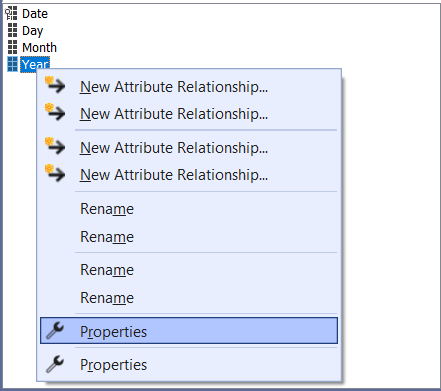 Date
Day
Month
Year
New Attribute Relationship...
New Attribute Relationship...
New Attribute Relationship...
New Attribute Relationship...
Rename
Rename
Rename
Rename
Properties
Properties